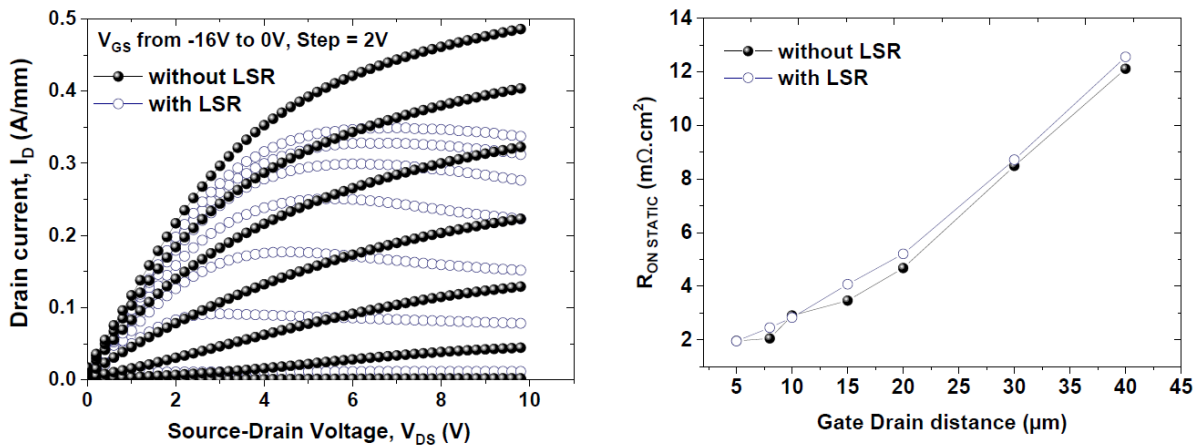 V_GS from -16V to 0V, Step = 2V
without LSR
with LSR
Drain current, I_D (A/mm)
0.5
0.4
0.3
0.2
0.1
0.0
0 2 4 6 8 10
Source-Drain Voltage, V_DS (V)
without LSR
with LSR
R_ON STATIC (mΩ.cm²)
14
12
10
8
6
4
2
5 10 15 20 25 30 35 40 45
Gate Drain distance (µm)